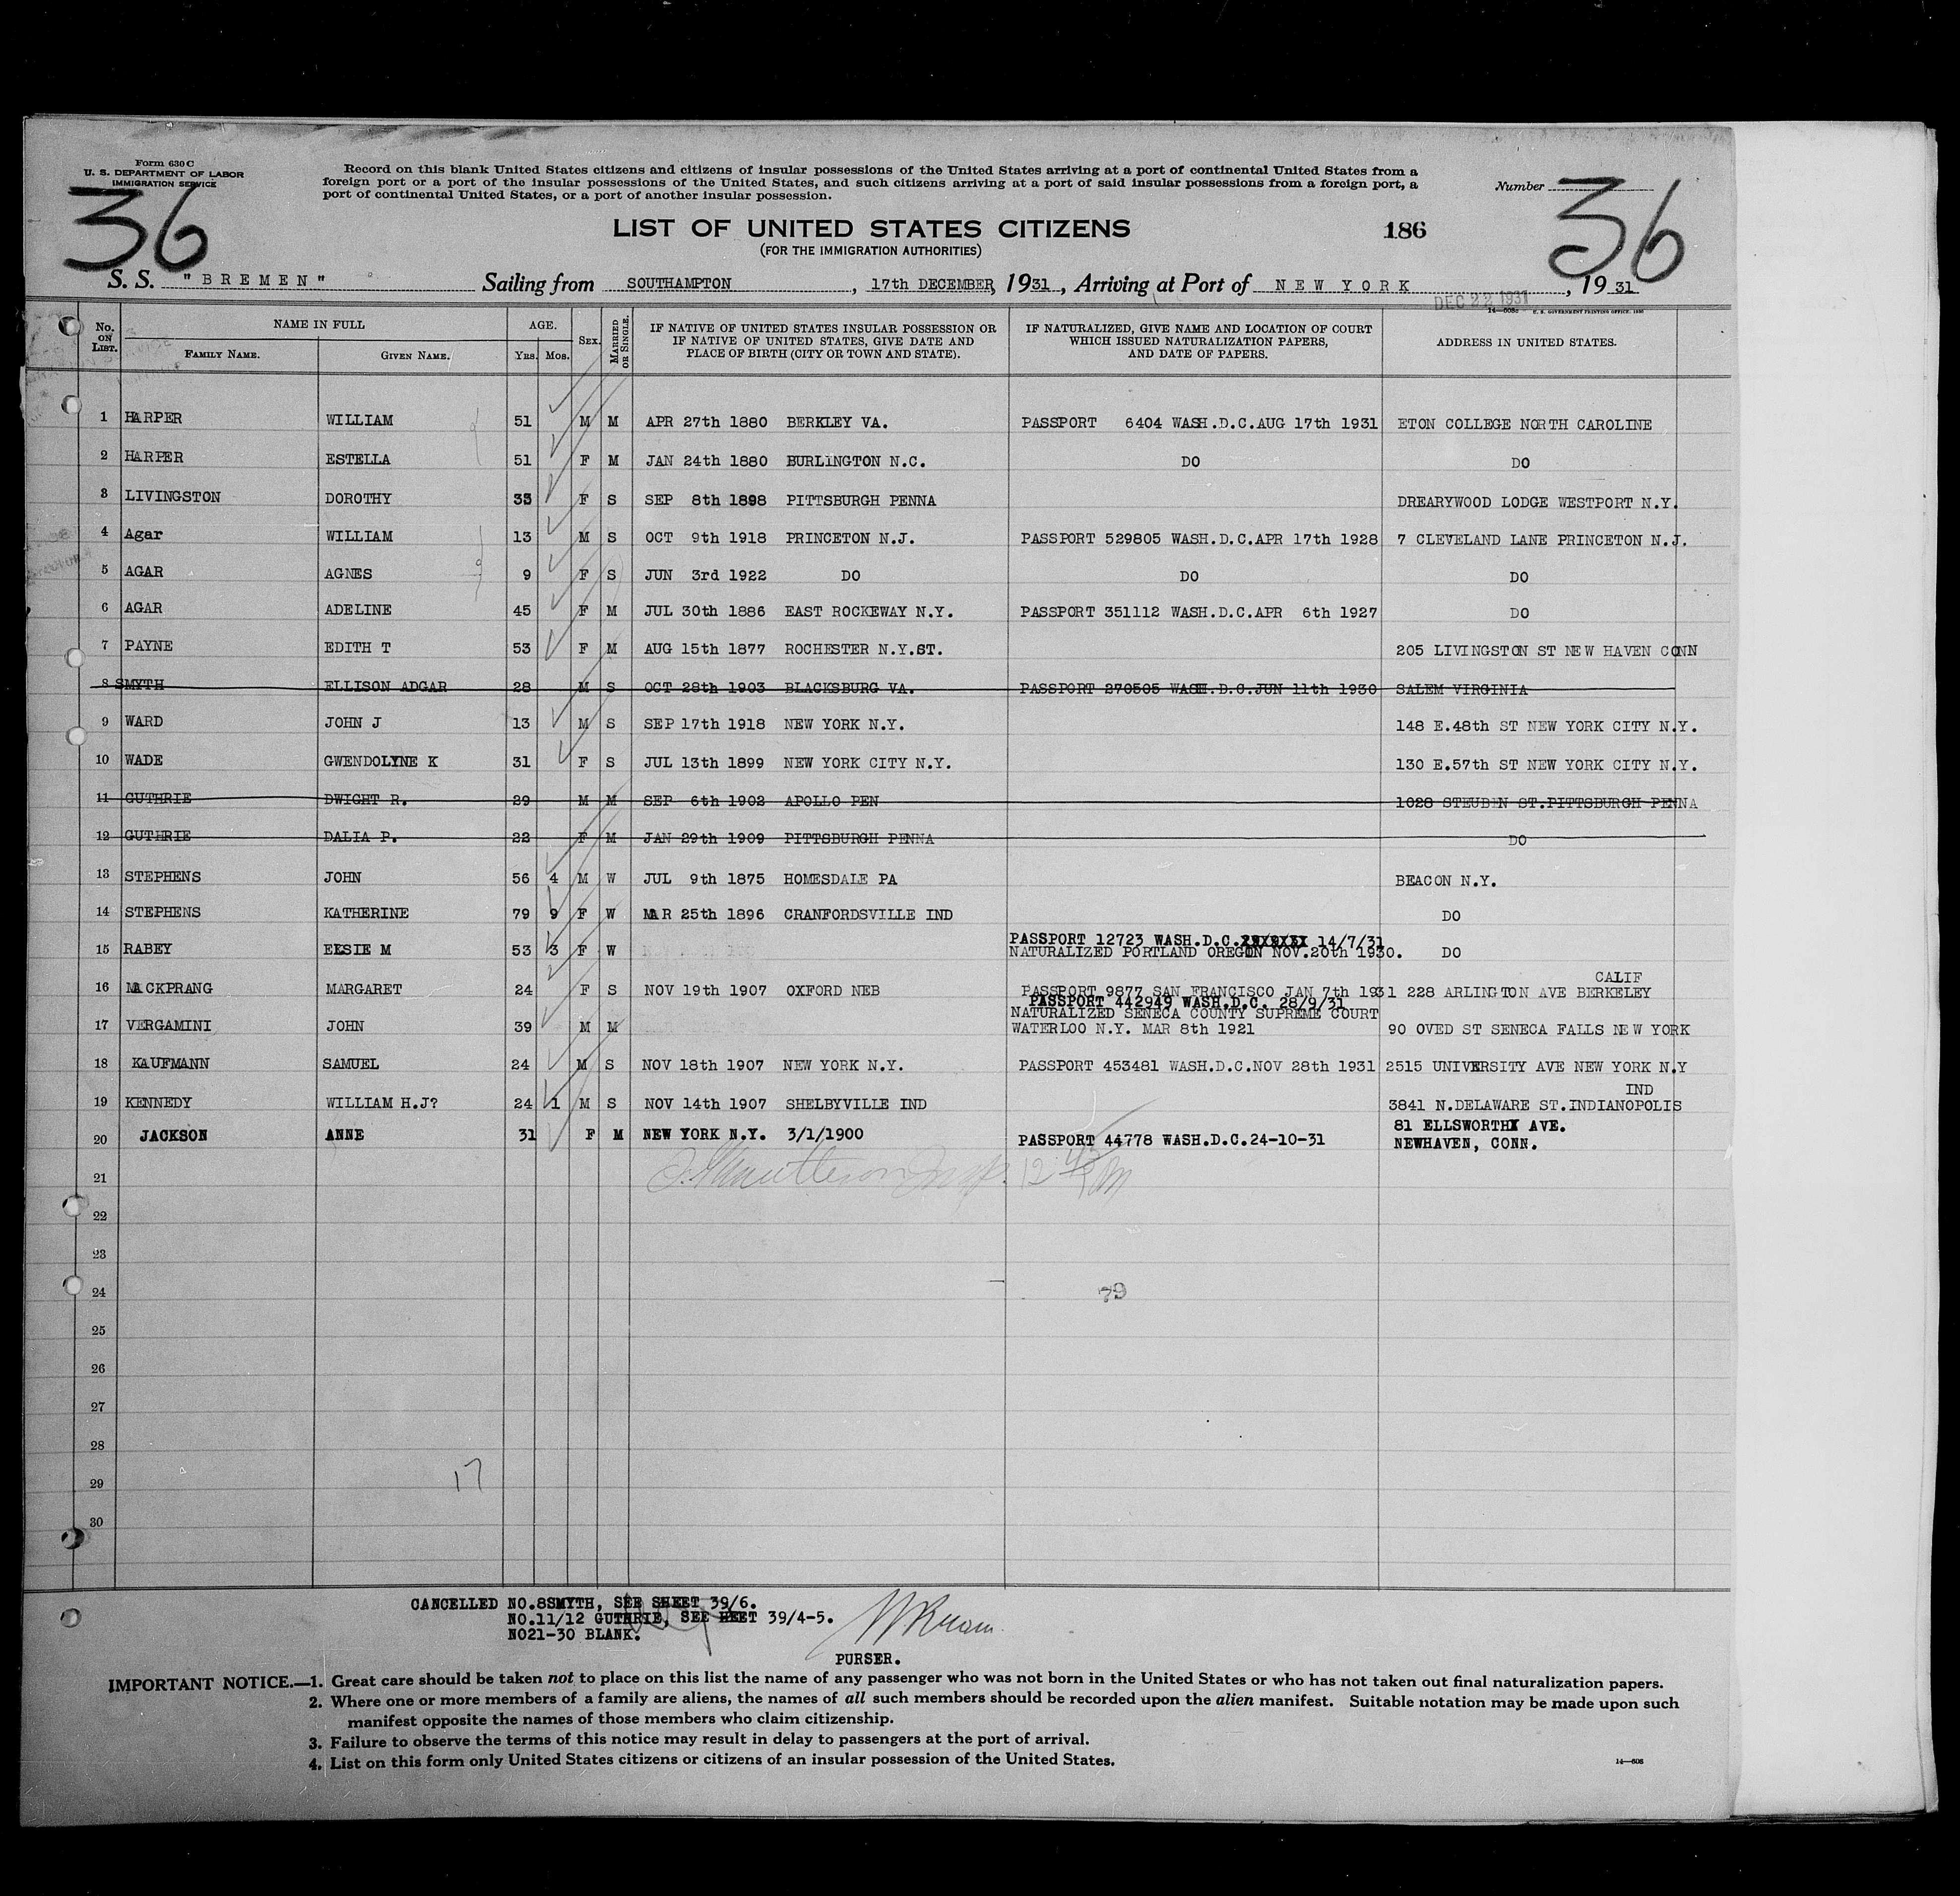 Form 630 C
U. S. DEPARTMENT OF LABOR
IMMIGRATION SERVICE
36
Record on this blank United States citizens and citizens of insular possessions of the United States arriving at a port of continental United States from a
foreign port or a port of the insular possessions of the United States, and such citizens arriving at a port of said insular possessions from a foreign port, a
port of continental United States, or a port of another insular possession.
Number
36
LIST OF UNITED STATES CITIZENS
(FOR THE IMMIGRATION AUTHORITIES)
186
S. S. "BREMEN" Sailing from SOUTHAMPTON, 17th DECEMBER, 1931, Arriving at Port of NEW YORK, 1931
DEC 22 1931
14—608c U. S. GOVERNMENT PRINTING OFFICE: 1930
No. ON LIST. NAME IN FULL FAMILY NAME. GIVEN NAME. AGE. YRS. MOS. SEX. MARRIED OR SINGLE. IF NATIVE OF UNITED STATES INSULAR POSSESSION OR IF NATIVE OF UNITED STATES, GIVE DATE AND PLACE OF BIRTH (CITY OR TOWN AND STATE). IF NATURALIZED, GIVE NAME AND LOCATION OF COURT WHICH ISSUED NATURALIZATION PAPERS, AND DATE OF PAPERS. ADDRESS IN UNITED STATES.
1 HARPER WILLIAM 51 M M APR 27th 1880 BERKLEY VA. PASSPORT 6404 WASH.D.C.AUG 17th 1931 ETON COLLEGE NORTH CAROLINE
2 HARPER ESTELLA 51 F M JAN 24th 1880 BURLINGTON N.C. DO DO
3 LIVINGSTON DOROTHY 33 F S SEP 8th 1898 PITTSBURGH PENNA DREARYWOOD LODGE WESTPORT N.Y.
4 Agar WILLIAM 13 M S OCT 9th 1918 PRINCETON N.J. PASSPORT 529805 WASH.D.C.APR 17th 1928 7 CLEVELAND LANE PRINCETON N.J.
5 AGAR AGNES 9 F S JUN 3rd 1922 DO DO DO
6 AGAR ADELINE 45 F M JUL 30th 1886 EAST ROCKEWAY N.Y. PASSPORT 351112 WASH.D.C.APR 6th 1927 DO
7 PAYNE EDITH T 53 F M AUG 15th 1877 ROCHESTER N.Y.ST. 205 LIVINGSTON ST NEW HAVEN CONN
8 SMYTH ELLISON ADGAR 28 M S OCT 28th 1903 BLACKSBURG VA. PASSPORT 270505 WASH.D.C.JUN 11th 1930 SALEM VIRGINIA
9 WARD JOHN J 13 M S SEP 17th 1918 NEW YORK N.Y. 148 E.48th ST NEW YORK CITY N.Y.
10 WADE GWENDOLYNE K 31 F S JUL 13th 1899 NEW YORK CITY N.Y. 130 E.57th ST NEW YORK CITY N.Y.
11 GUTHRIE DWIGHT R. 29 M M SEP 6th 1902 APOLLO PEN 1028 STEUBEN ST.PITTSBURGH PENNA
12 GUTHRIE DALIA P. 22 F M JAN 29th 1909 PITTSBURGH PENNA DO
13 STEPHENS JOHN 56 4 M W JUL 9th 1875 HOMESDALE PA BEACON N.Y.
14 STEPHENS KATHERINE 79 9 F W MAR 25th 1896 CRANFORDSVILLE IND DO
15 RABEY ELSIE M 53 3 F W PASSPORT 12723 WASH.D.C. 14/7/31
NATURALIZED PORTLAND OREGON NOV.20th 1930. DO
16 MACKPRANG MARGARET 24 F S NOV 19th 1907 OXFORD NEB PASSPORT 9877 SAN FRANCISCO JAN 7th 1931 228 ARLINGTON AVE BERKELEY CALIF
17 VERGAMINI JOHN 39 M M PASSPORT 442949 WASH.D.C. 28/9/31
NATURALIZED SENECA COUNTY SUPREME COURT
WATERLOO N.Y. MAR 8th 1921 90 OVED ST SENECA FALLS NEW YORK
18 KAUFMANN SAMUEL 24 M S NOV 18th 1907 NEW YORK N.Y. PASSPORT 453481 WASH.D.C.NOV 28th 1931 2515 UNIVERSITY AVE NEW YORK N.Y
19 KENNEDY WILLIAM H.J? 24 1 M S NOV 14th 1907 SHELBYVILLE IND 3841 N.DELAWARE ST.INDIANOPOLIS IND
20 JACKSON ANNE 31 F M NEW YORK N.Y. 3/1/1900 PASSPORT 44778 WASH.D.C.24-10-31 81 ELLSWORTH AVE.
NEWHAVEN, CONN.
21
22
23
24 79
25
26
27
28
29 17
30
CANCELLED NO.8SMYTH, SEE SHEET 39/6.
NO.11/12 GUTHRIE, SEE HEET 39/4-5.
NO21-30 BLANK.
PURSER.
IMPORTANT NOTICE.—1. Great care should be taken not to place on this list the name of any passenger who was not born in the United States or who has not taken out final naturalization papers.
2. Where one or more members of a family are aliens, the names of all such members should be recorded upon the alien manifest. Suitable notation may be made upon such
manifest opposite the names of those members who claim citizenship.
3. Failure to observe the terms of this notice may result in delay to passengers at the port of arrival.
4. List on this form only United States citizens or citizens of an insular possession of the United States.
14—608